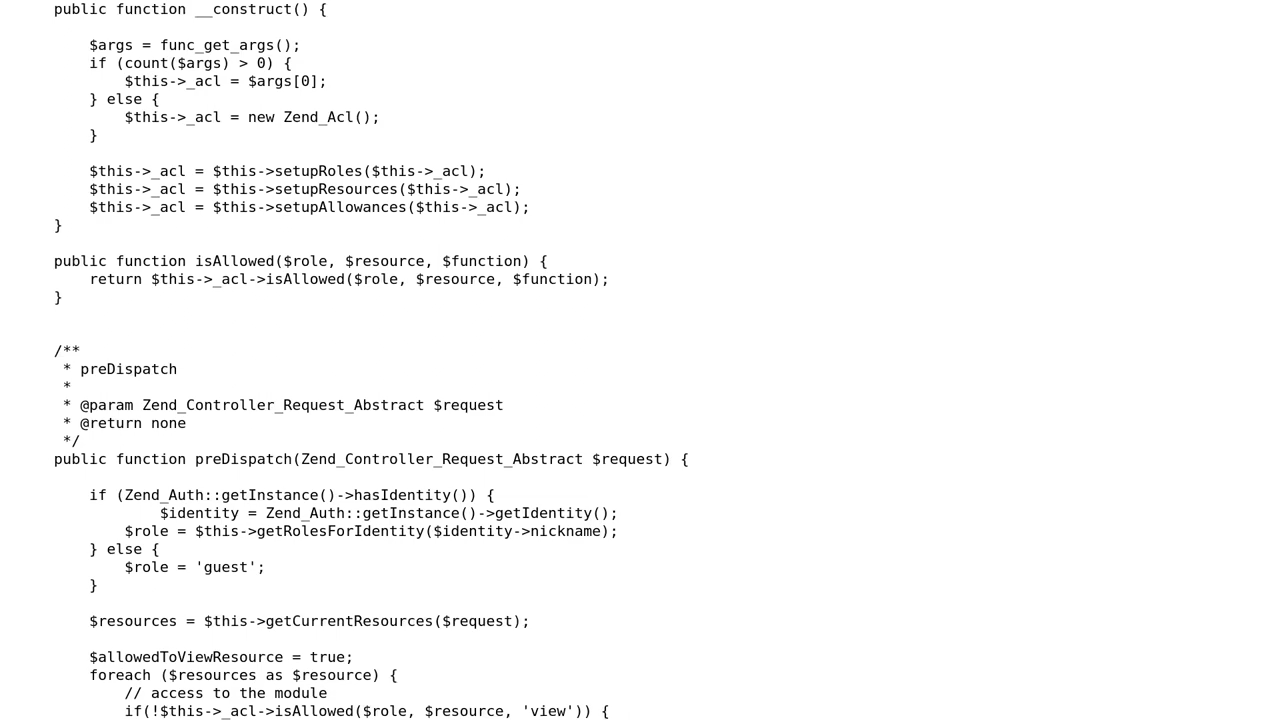 public function __construct() {
$args = func_get_args();
if (count($args) > 0) {
$this->_acl = $args[0];
} else {
$this->_acl = new Zend_Acl();
}
$this->_acl = $this->setupRoles($this->_acl);
$this->_acl = $this->setupResources($this->_acl);
$this->_acl = $this->setupAllowances($this->_acl);
}
public function isAllowed($role, $resource, $function) {
return $this->_acl->isAllowed($role, $resource, $function);
}
/**
* preDispatch
*
* @param Zend_Controller_Request_Abstract $request
* @return none
*/
public function preDispatch(Zend_Controller_Request_Abstract $request) {
if (Zend_Auth::getInstance()->hasIdentity()) {
$identity = Zend_Auth::getInstance()->getIdentity();
$role = $this->getRolesForIdentity($identity->nickname);
} else {
$role = 'guest';
}
$resources = $this->getCurrentResources($request);
$allowedToViewResource = true;
foreach ($resources as $resource) {
// access to the module
if(!$this->_acl->isAllowed($role, $resource, 'view')) {